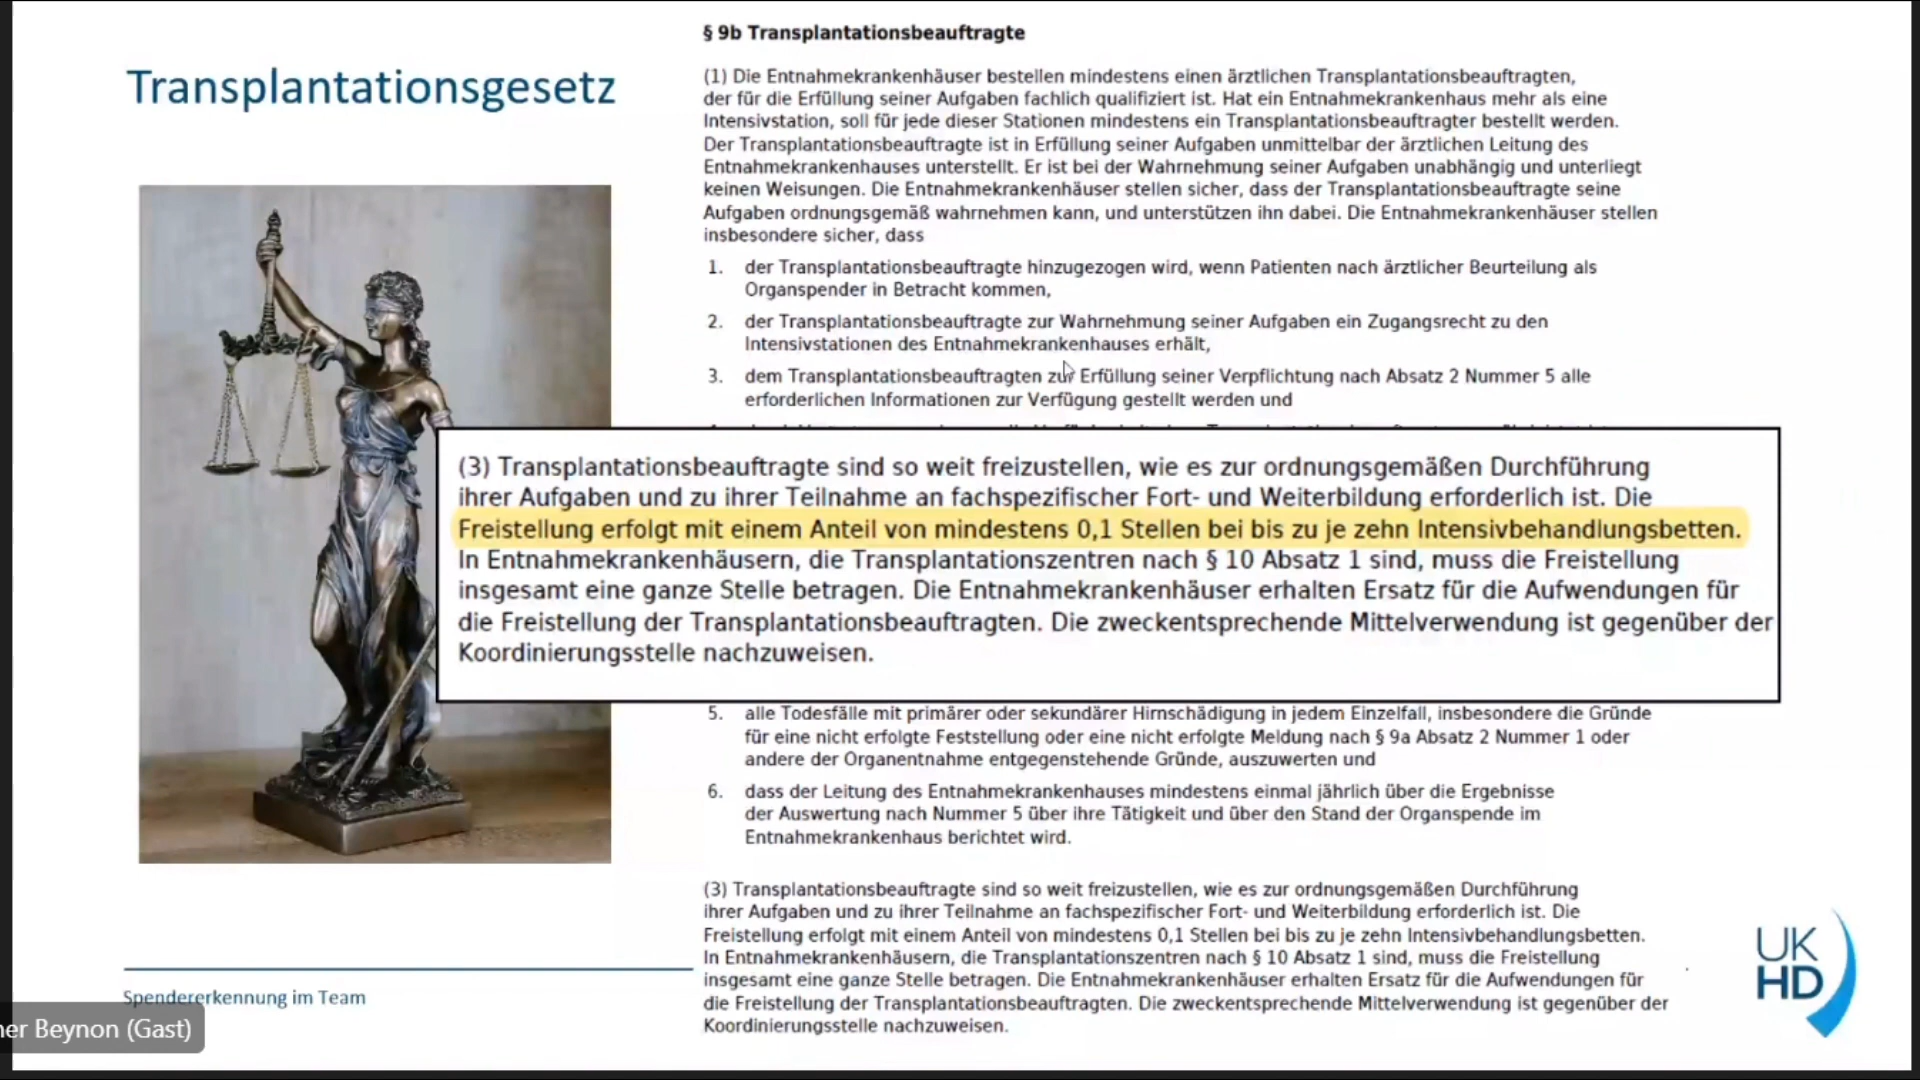 Transplantationsgesetz
§ 9b Transplantationsbeauftragte
(1) Die Entnahmekrankenhäuser bestellen mindestens einen ärztlichen Transplantationsbeauftragten,
der für die Erfüllung seiner Aufgaben fachlich qualifiziert ist. Hat ein Entnahmekrankenhaus mehr als eine
Intensivstation, soll für jede dieser Stationen mindestens ein Transplantationsbeauftragter bestellt werden.
Der Transplantationsbeauftragte ist in Erfüllung seiner Aufgaben unmittelbar der ärztlichen Leitung des
Entnahmekrankenhauses unterstellt. Er ist bei der Wahrnehmung seiner Aufgaben unabhängig und unterliegt
keinen Weisungen. Die Entnahmekrankenhäuser stellen sicher, dass der Transplantationsbeauftragte seine
Aufgaben ordnungsgemäß wahrnehmen kann, und unterstützen ihn dabei. Die Entnahmekrankenhäuser stellen
insbesondere sicher, dass
1. der Transplantationsbeauftragte hinzugezogen wird, wenn Patienten nach ärztlicher Beurteilung als
Organspender in Betracht kommen,
2. der Transplantationsbeauftragte zur Wahrnehmung seiner Aufgaben ein Zugangsrecht zu den
Intensivstationen des Entnahmekrankenhauses erhält,
3. dem Transplantationsbeauftragten zur Erfüllung seiner Verpflichtung nach Absatz 2 Nummer 5 alle
erforderlichen Informationen zur Verfügung gestellt werden und
(3) Transplantationsbeauftragte sind so weit freizustellen, wie es zur ordnungsgemäßen Durchführung
ihrer Aufgaben und zu ihrer Teilnahme an fachspezifischer Fort- und Weiterbildung erforderlich ist. Die
Freistellung erfolgt mit einem Anteil von mindestens 0,1 Stellen bei bis zu je zehn Intensivbehandlungsbetten.
In Entnahmekrankenhäusern, die Transplantationszentren nach § 10 Absatz 1 sind, muss die Freistellung
insgesamt eine ganze Stelle betragen. Die Entnahmekrankenhäuser erhalten Ersatz für die Aufwendungen für
die Freistellung der Transplantationsbeauftragten. Die zweckentsprechende Mittelverwendung ist gegenüber der
Koordinierungsstelle nachzuweisen.
5. alle Todesfälle mit primärer oder sekundärer Hirnschädigung in jedem Einzelfall, insbesondere die Gründe
für eine nicht erfolgte Feststellung oder eine nicht erfolgte Meldung nach § 9a Absatz 2 Nummer 1 oder
andere der Organentnahme entgegenstehende Gründe, auszuwerten und
6. dass der Leitung des Entnahmekrankenhauses mindestens einmal jährlich über die Ergebnisse
der Auswertung nach Nummer 5 über ihre Tätigkeit und über den Stand der Organspende im
Entnahmekrankenhaus berichtet wird.
(3) Transplantationsbeauftragte sind so weit freizustellen, wie es zur ordnungsgemäßen Durchführung
ihrer Aufgaben und zu ihrer Teilnahme an fachspezifischer Fort- und Weiterbildung erforderlich ist. Die
Freistellung erfolgt mit einem Anteil von mindestens 0,1 Stellen bei bis zu je zehn Intensivbehandlungsbetten.
In Entnahmekrankenhäusern, die Transplantationszentren nach § 10 Absatz 1 sind, muss die Freistellung
insgesamt eine ganze Stelle betragen. Die Entnahmekrankenhäuser erhalten Ersatz für die Aufwendungen für
die Freistellung der Transplantationsbeauftragten. Die zweckentsprechende Mittelverwendung ist gegenüber der
Koordinierungsstelle nachzuweisen.
Spendererkennung im Team
ner Beynon (Gast)
UK
HD